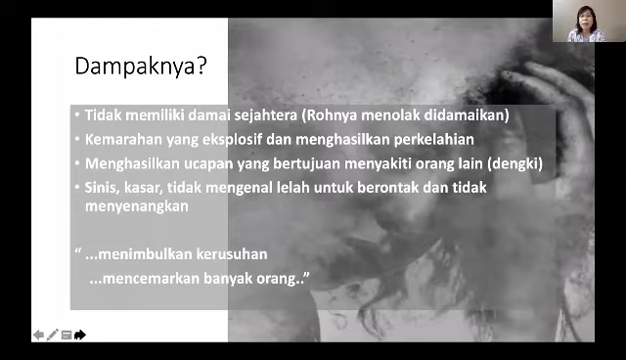 Dampaknya?
• Tidak memiliki damai sejahtera (Rohnya menolak didamaikan)
• Kemarahan yang eksplosif dan menghasilkan perkelahian
• Menghasilkan ucapan yang bertujuan menyakiti orang lain (dengki)
• Sinis, kasar, tidak mengenal lelah untuk berontak dan tidak
menyenangkan
“ ...menimbulkan kerusuhan
...mencemarkan banyak orang..”